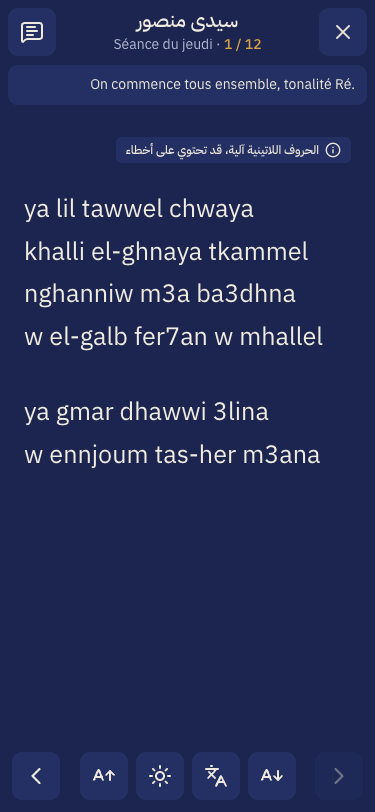 سيدي منصور
Séance du jeudi · 1 / 12
On commence tous ensemble, tonalité Ré.
الحروف اللاتينية آلية، قد تحتوي على أخطاء
ya lil tawwel chwaya
khalli el-ghnaya tkammel
nghanniw m3a ba3dhna
w el-galb fer7an w mhallel
ya gmar dhawwi 3lina
w ennjoum tas-her m3ana
A↑
A↓